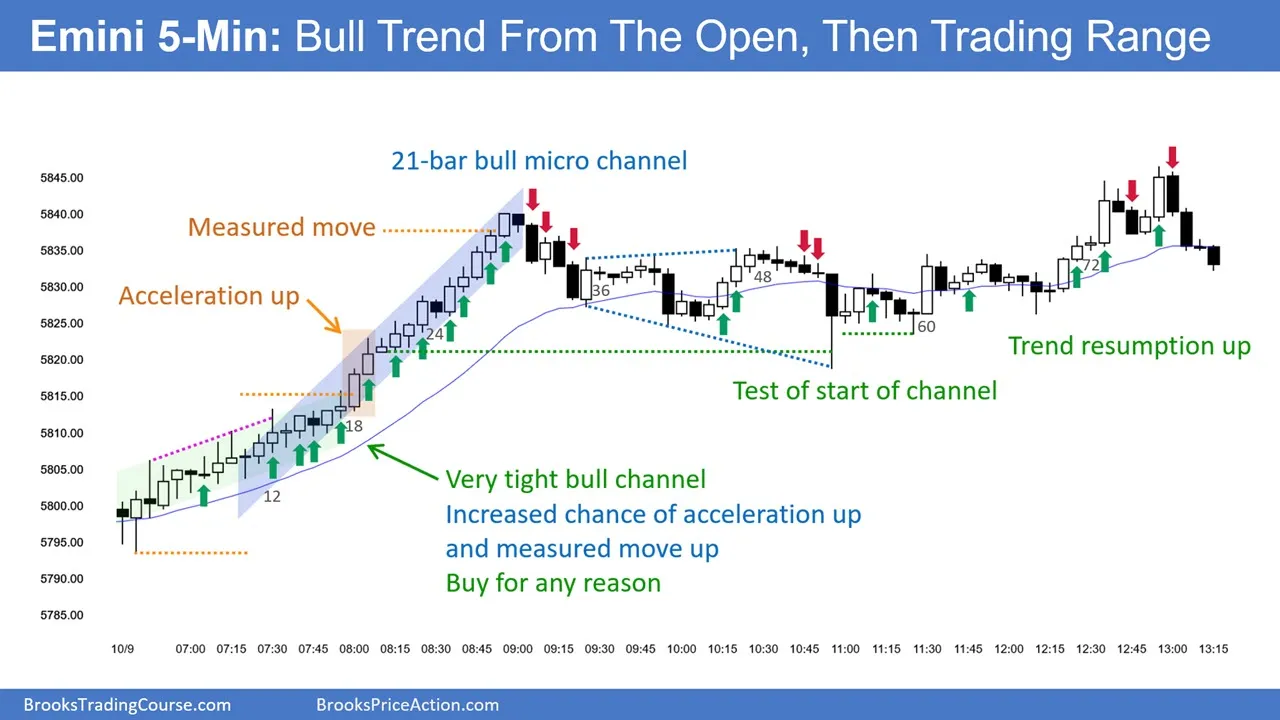 Emini 5-Min: Bull Trend From The Open, Then Trading Range
21-bar bull micro channel
Measured move
Acceleration up
5845.00
5840.00
5835.00
5830.00
5825.00
5820.00
5815.00
5810.00
5805.00
5800.00
5795.00
5790.00
5785.00
12
18
24
36
48
60
72
Trend resumption up
Test of start of channel
Very tight bull channel
Increased chance of acceleration up
and measured move up
Buy for any reason
10/9 07:00 07:15 07:30 07:45 08:00 08:15 08:30 08:45 09:00 09:15 09:30 09:45 10:00 10:15 10:30 10:45 11:00 11:15 11:45 12:00 12:15 12:30 12:45 13:00 13:15
BrooksTradingCourse.com BrooksPriceAction.com